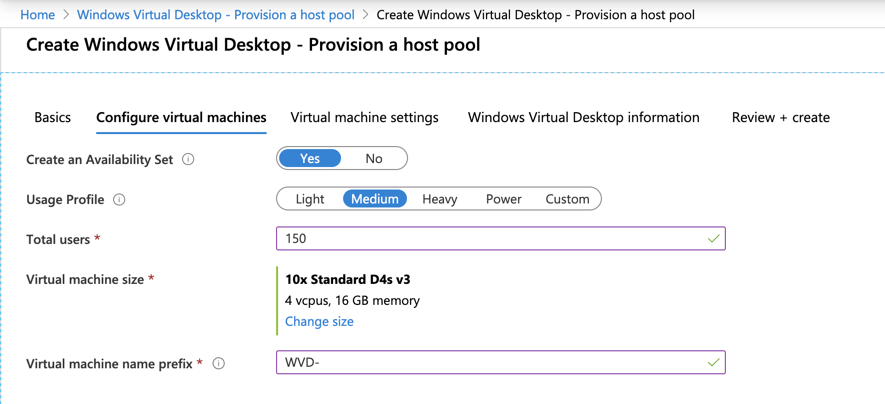 Home > Windows Virtual Desktop - Provision a host pool > Create Windows Virtual Desktop - Provision a host pool
Create Windows Virtual Desktop - Provision a host pool
Basics Configure virtual machines Virtual machine settings Windows Virtual Desktop information Review + create
Create an Availability Set Yes No
Usage Profile Light Medium Heavy Power Custom
Total users * 150
Virtual machine size * 10x Standard D4s v3
4 vcpus, 16 GB memory
Change size
Virtual machine name prefix * WVD-